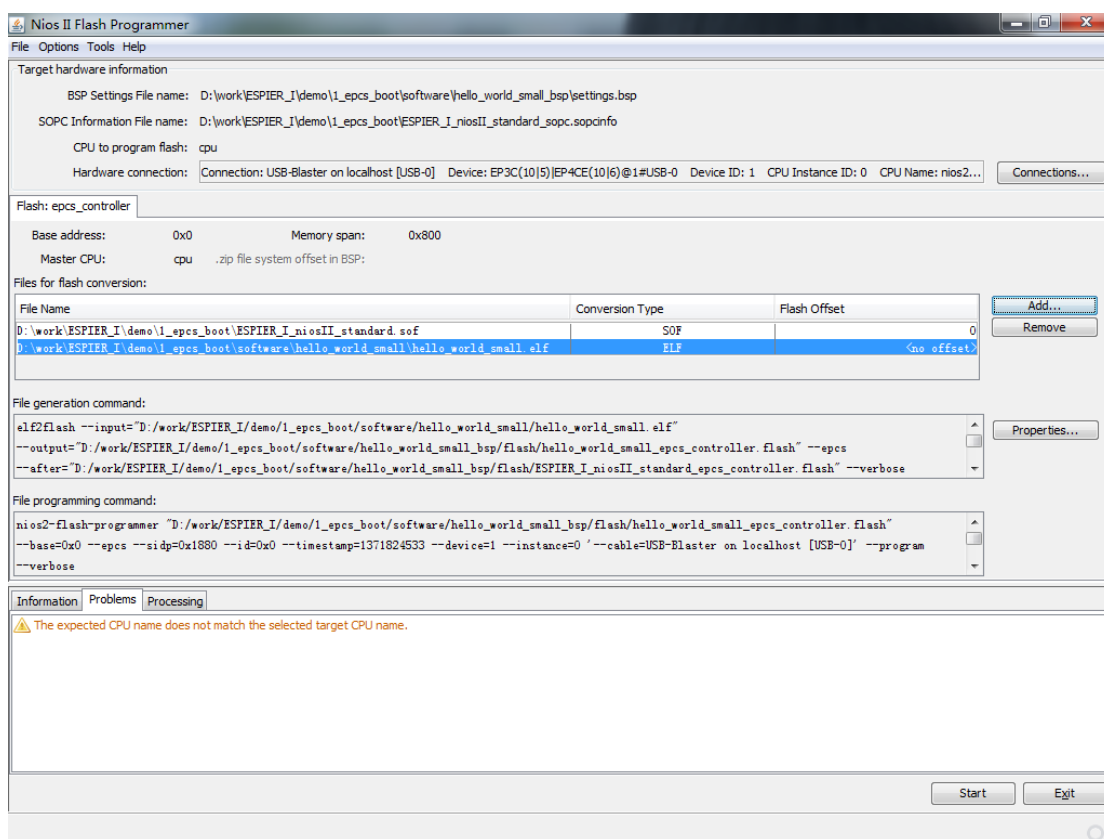 Nios II Flash Programmer
File Options Tools Help
Target hardware information
BSP Settings File name: D:\work\ESPIER_I\demo\1_epcs_boot\software\hello_world_small_bsp\settings.bsp
SOPC Information File name: D:\work\ESPIER_I\demo\1_epcs_boot\ESPIER_I_niosII_standard_sopc.sopcinfo
CPU to program flash: cpu
Hardware connection: Connection: USB-Blaster on localhost [USB-0] Device: EP3C(10|5)|EP4CE(10|6)@1#USB-0 Device ID: 1 CPU Instance ID: 0 CPU Name: nios2... Connections...
Flash: epcs_controller
Base address: 0x0 Memory span: 0x800
Master CPU: cpu .zip file system offset in BSP:
Files for flash conversion:
File Name Conversion Type Flash Offset Add...
D:\work\ESPIER_I\demo\1_epcs_boot\ESPIER_I_niosII_standard.sof SOF 0 Remove
D:\work\ESPIER_I\demo\1_epcs_boot\software\hello_world_small\hello_world_small.elf ELF <no offset>
File generation command:
elf2flash --input="D:/work/ESPIER_I/demo/1_epcs_boot/software/hello_world_small/hello_world_small.elf"
--output="D:/work/ESPIER_I/demo/1_epcs_boot/software/hello_world_small_bsp/flash/hello_world_small_epcs_controller.flash" --epcs
--after="D:/work/ESPIER_I/demo/1_epcs_boot/software/hello_world_small_bsp/flash/ESPIER_I_niosII_standard_epcs_controller.flash" --verbose
Properties...
File programming command:
nios2-flash-programmer "D:/work/ESPIER_I/demo/1_epcs_boot/software/hello_world_small_bsp/flash/hello_world_small_epcs_controller.flash"
--base=0x0 --epcs --sidp=0x1880 --id=0x0 --timestamp=1371824533 --device=1 --instance=0 '--cable=USB-Blaster on localhost [USB-0]' --program
--verbose
Information Problems Processing
The expected CPU name does not match the selected target CPU name.
Start Exit